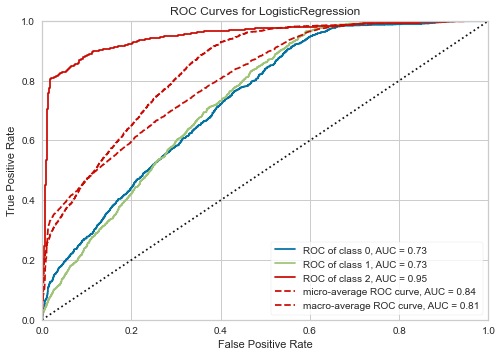 ROC Curves for LogisticRegression
True Positive Rate
1.0
0.8
0.6
0.4
0.2
0.0
ROC of class 0, AUC = 0.73
ROC of class 1, AUC = 0.73
ROC of class 2, AUC = 0.95
micro-average ROC curve, AUC = 0.84
macro-average ROC curve, AUC = 0.81
0.0 0.2 0.4 0.6 0.8 1.0
False Positive Rate